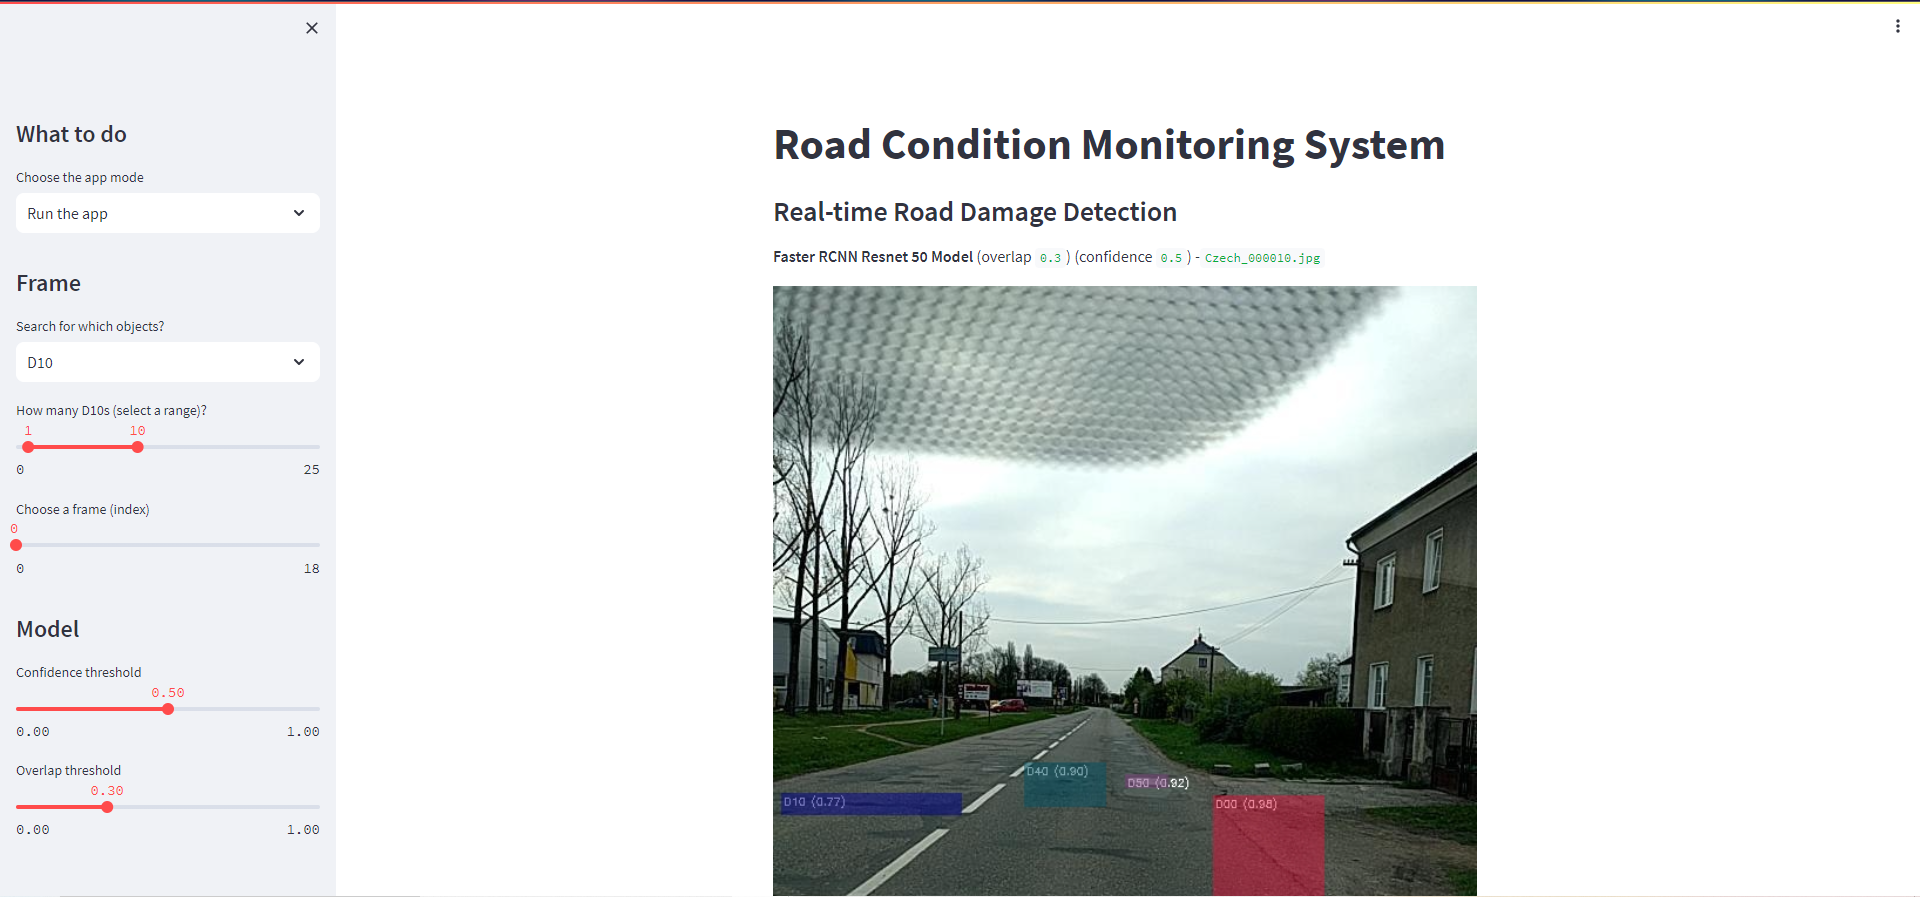 What to do
Choose the app mode
Run the app
Frame
Search for which objects?
D10
How many D10s (select a range)?
1 10
0 25
Choose a frame (index)
0
0 18
Model
Confidence threshold
0.50
0.00 1.00
Overlap threshold
0.30
0.00 1.00
Road Condition Monitoring System
Real-time Road Damage Detection
Faster RCNN Resnet 50 Model (overlap 0.3 ) (confidence 0.5 ) - Czech_000010.jpg
D40 (0.90)
D50 (0.92)
D10 (0.77)
D00 (0.98)